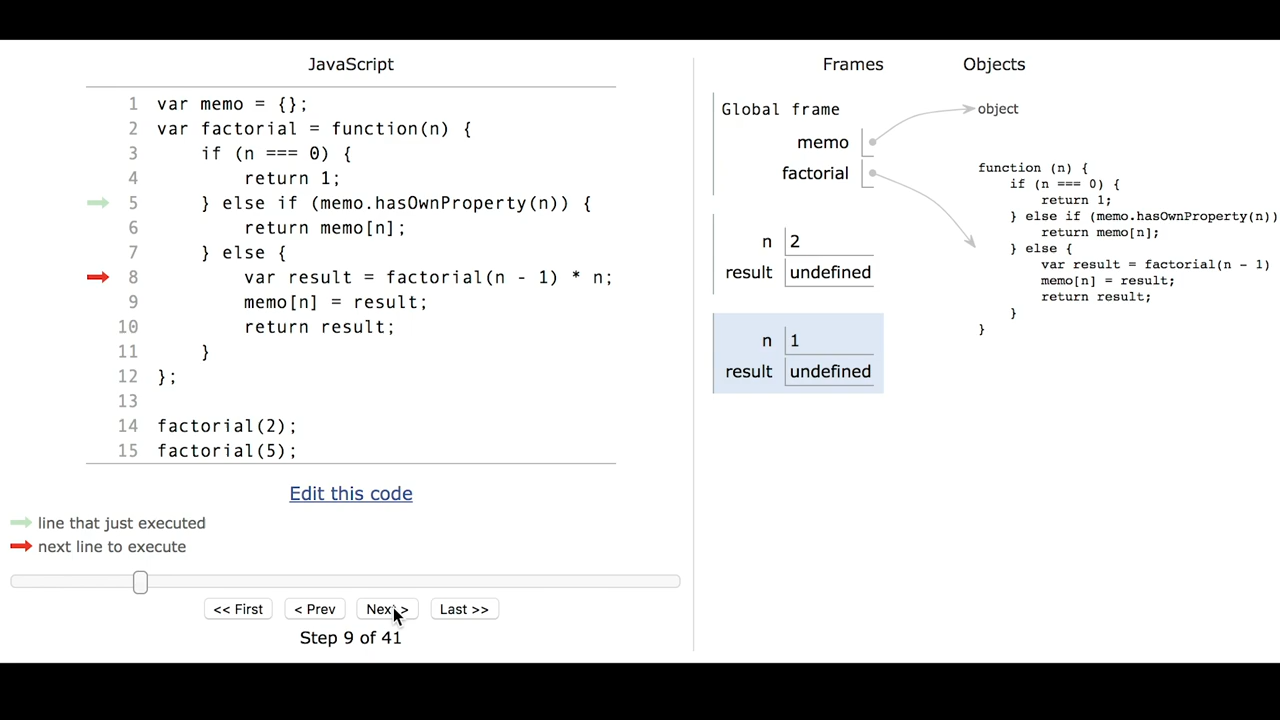 JavaScript
1 var memo = {};
2 var factorial = function(n) {
3 if (n === 0) {
4 return 1;
5 } else if (memo.hasOwnProperty(n)) {
6 return memo[n];
7 } else {
8 var result = factorial(n - 1) * n;
9 memo[n] = result;
10 return result;
11 }
12 };
13
14 factorial(2);
15 factorial(5);
Edit this code
line that just executed
next line to execute
<< First < Prev Next > Last >>
Step 9 of 41
Frames Objects
Global frame
memo
factorial
n 2
result undefined
n 1
result undefined
object
function (n) {
if (n === 0) {
return 1;
} else if (memo.hasOwnProperty(n))
return memo[n];
} else {
var result = factorial(n - 1)
memo[n] = result;
return result;
}
}